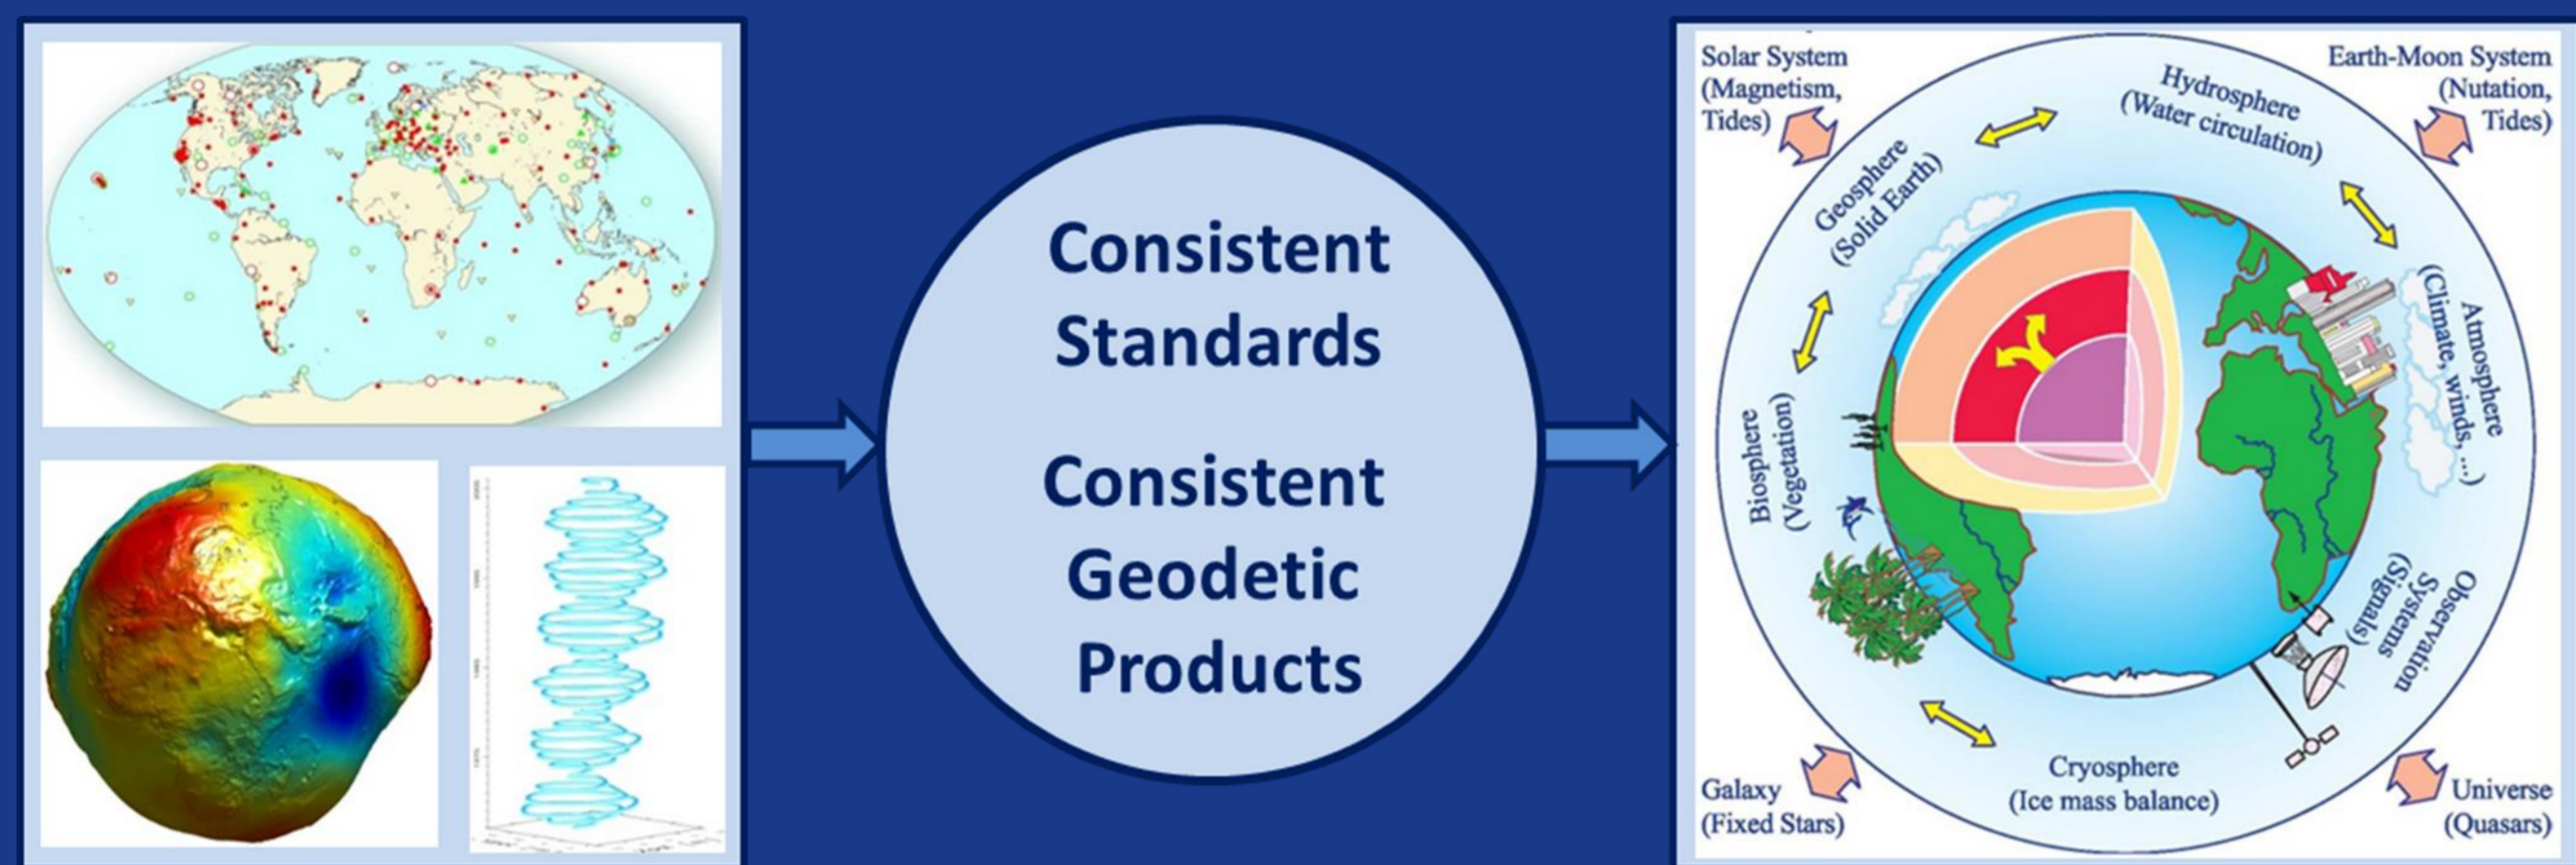 Consistent
Standards
Consistent
Geodetic
Products
Solar System
(Magnetism,
Tides)
Earth-Moon System
(Nutation,
Tides)
Hydrosphere
(Water circulation)
Geosphere
(Solid Earth)
Atmosphere
(Climate, winds, ...)
Biosphere
(Vegetation)
Observation
Systems
(Signals)
Cryosphere
(Ice mass balance)
Galaxy
(Fixed Stars)
Universe
(Quasars)